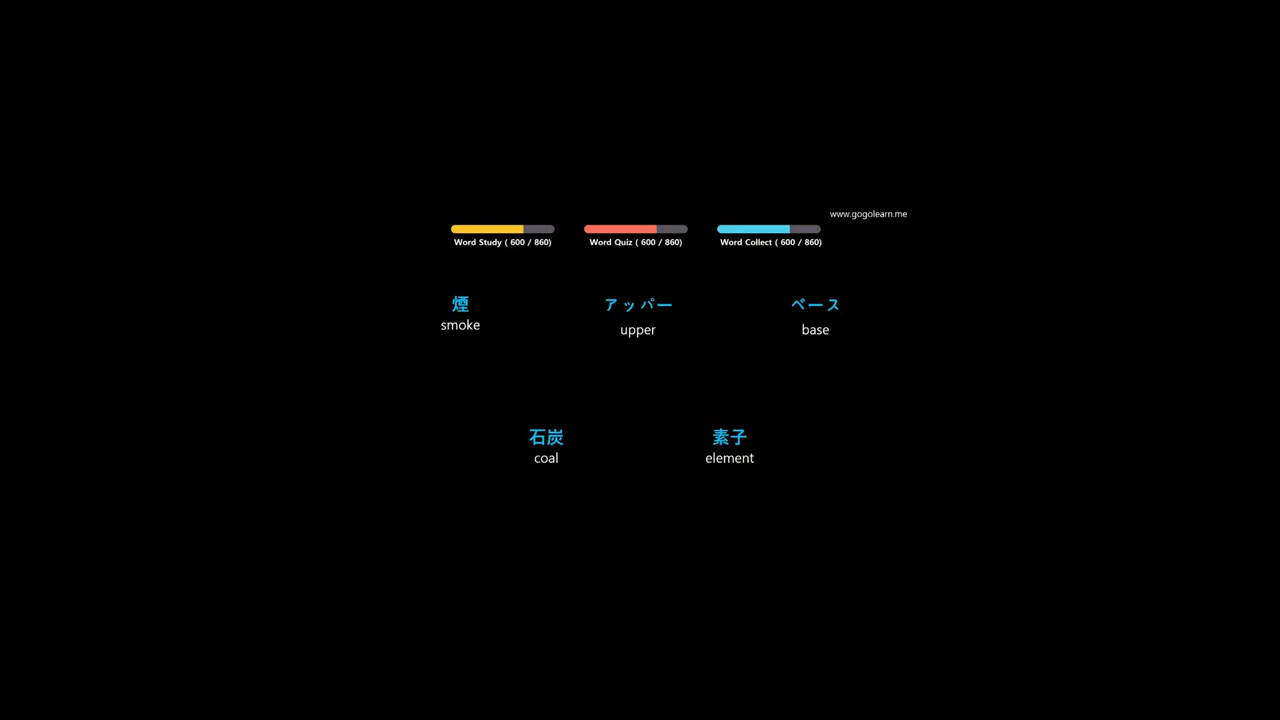 www.gogolearn.me
Word Study ( 600 / 860)
Word Quiz ( 600 / 860)
Word Collect ( 600 / 860)
煙
smoke
アッパー
upper
ベース
base
石炭
coal
素子
element